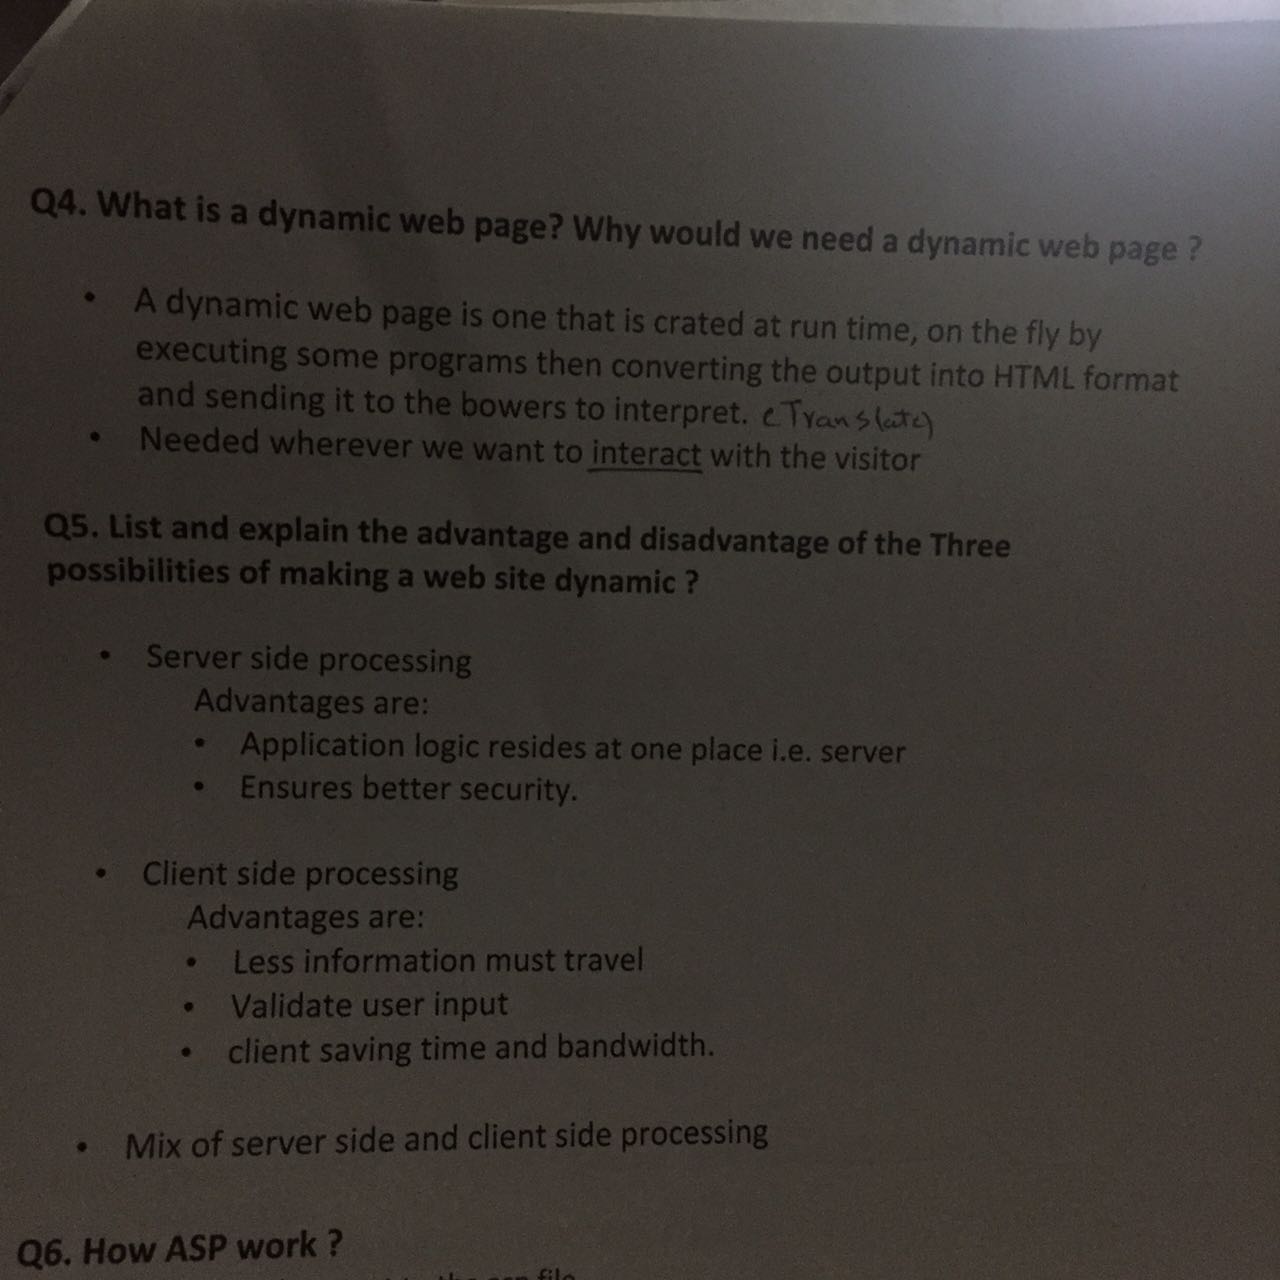 Q4. What is a dynamic web page? Why would we need a dynamic web page ?
• A dynamic web page is one that is crated at run time, on the fly by
executing some programs then converting the output into HTML format
and sending it to the bowers to interpret. (Translate)
• Needed wherever we want to interact with the visitor
Q5. List and explain the advantage and disadvantage of the Three
possibilities of making a web site dynamic ?
• Server side processing
Advantages are:
• Application logic resides at one place i.e. server
• Ensures better security.
• Client side processing
Advantages are:
• Less information must travel
• Validate user input
• client saving time and bandwidth.
• Mix of server side and client side processing
Q6. How ASP work ?
file